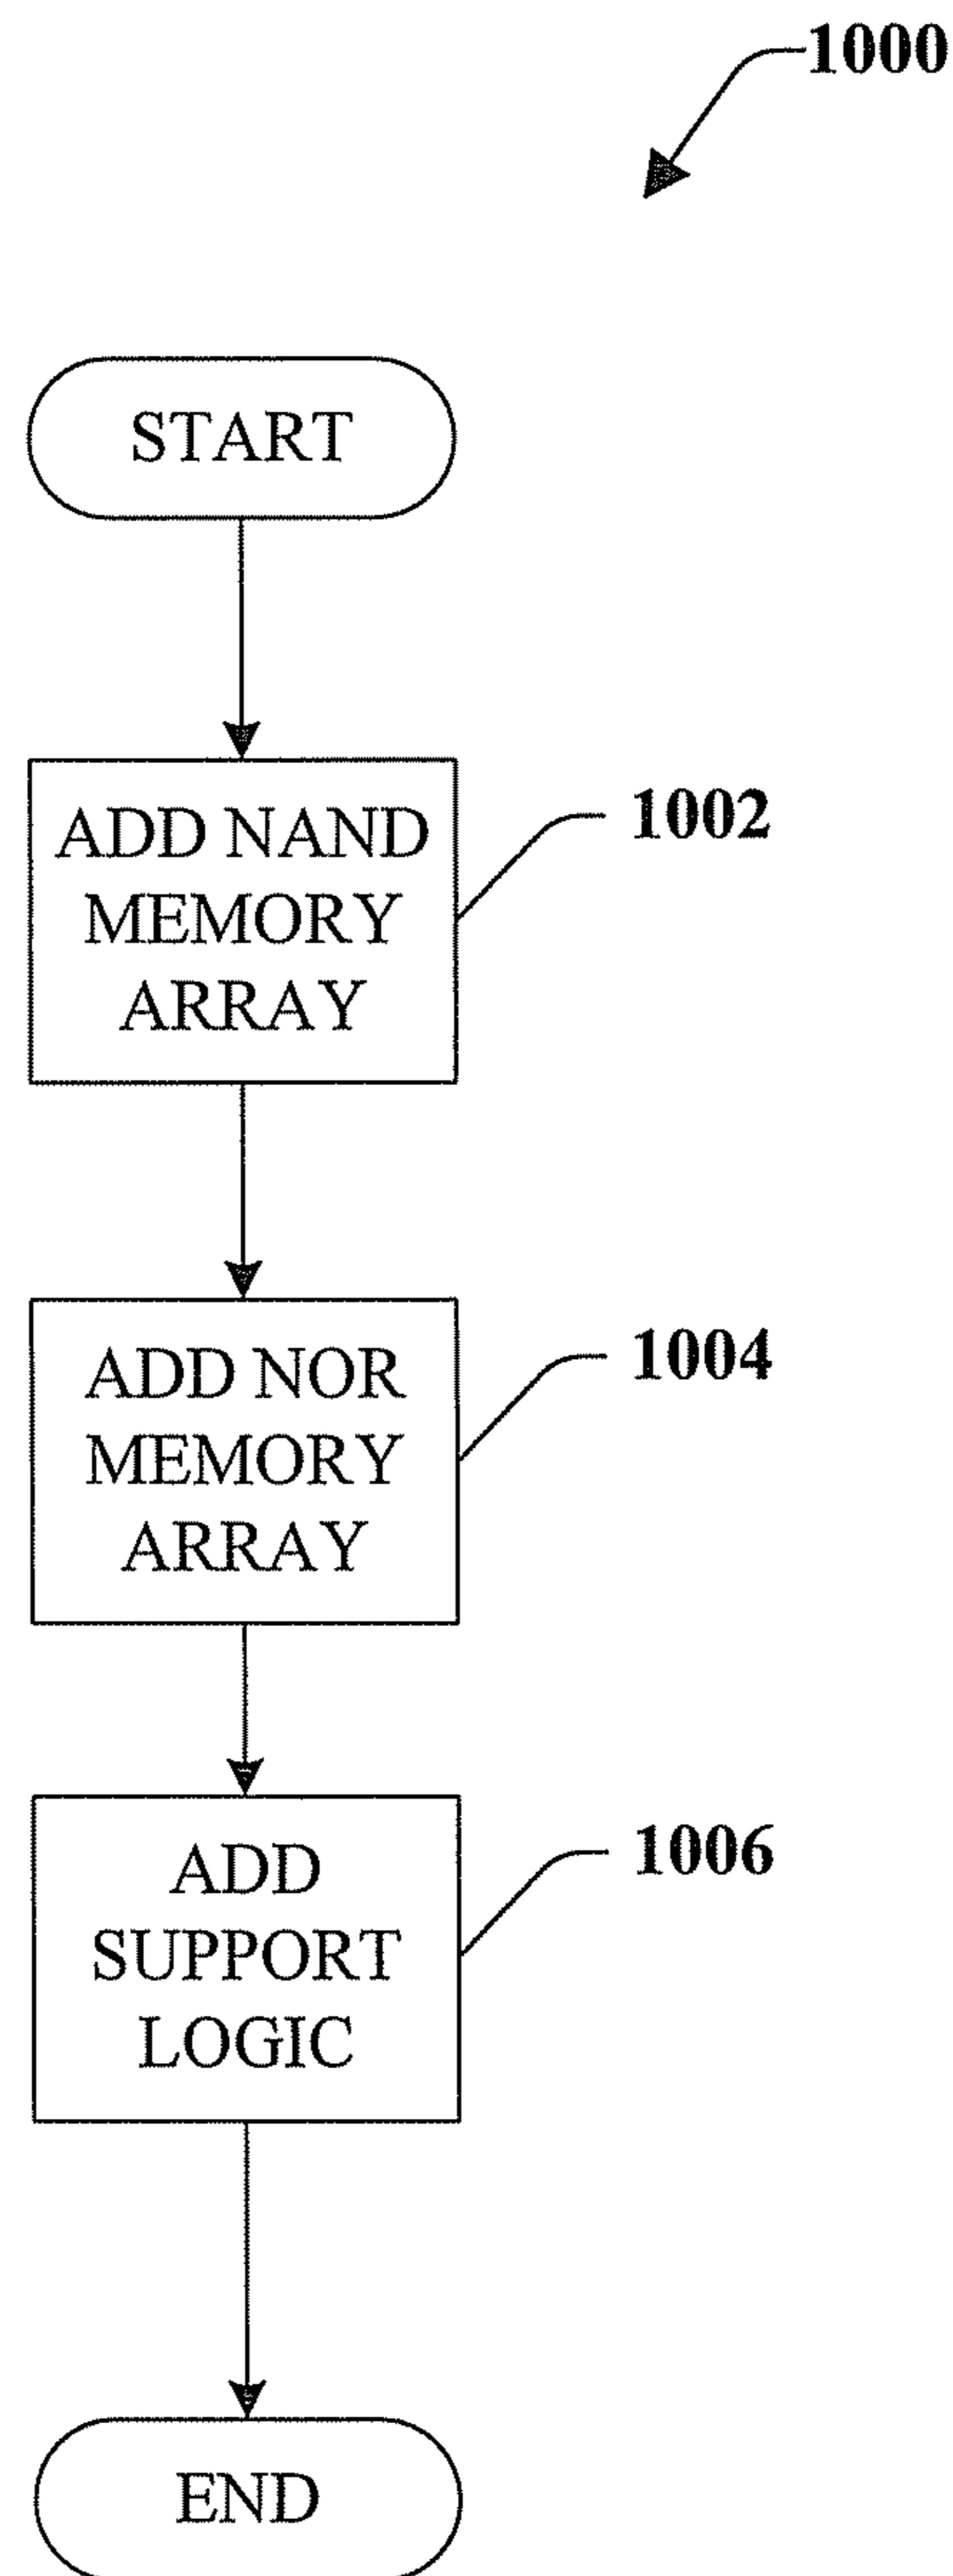 1000
START
ADD NAND
MEMORY
ARRAY
1002
ADD NOR
MEMORY
ARRAY
1004
ADD
SUPPORT
LOGIC
1006
END